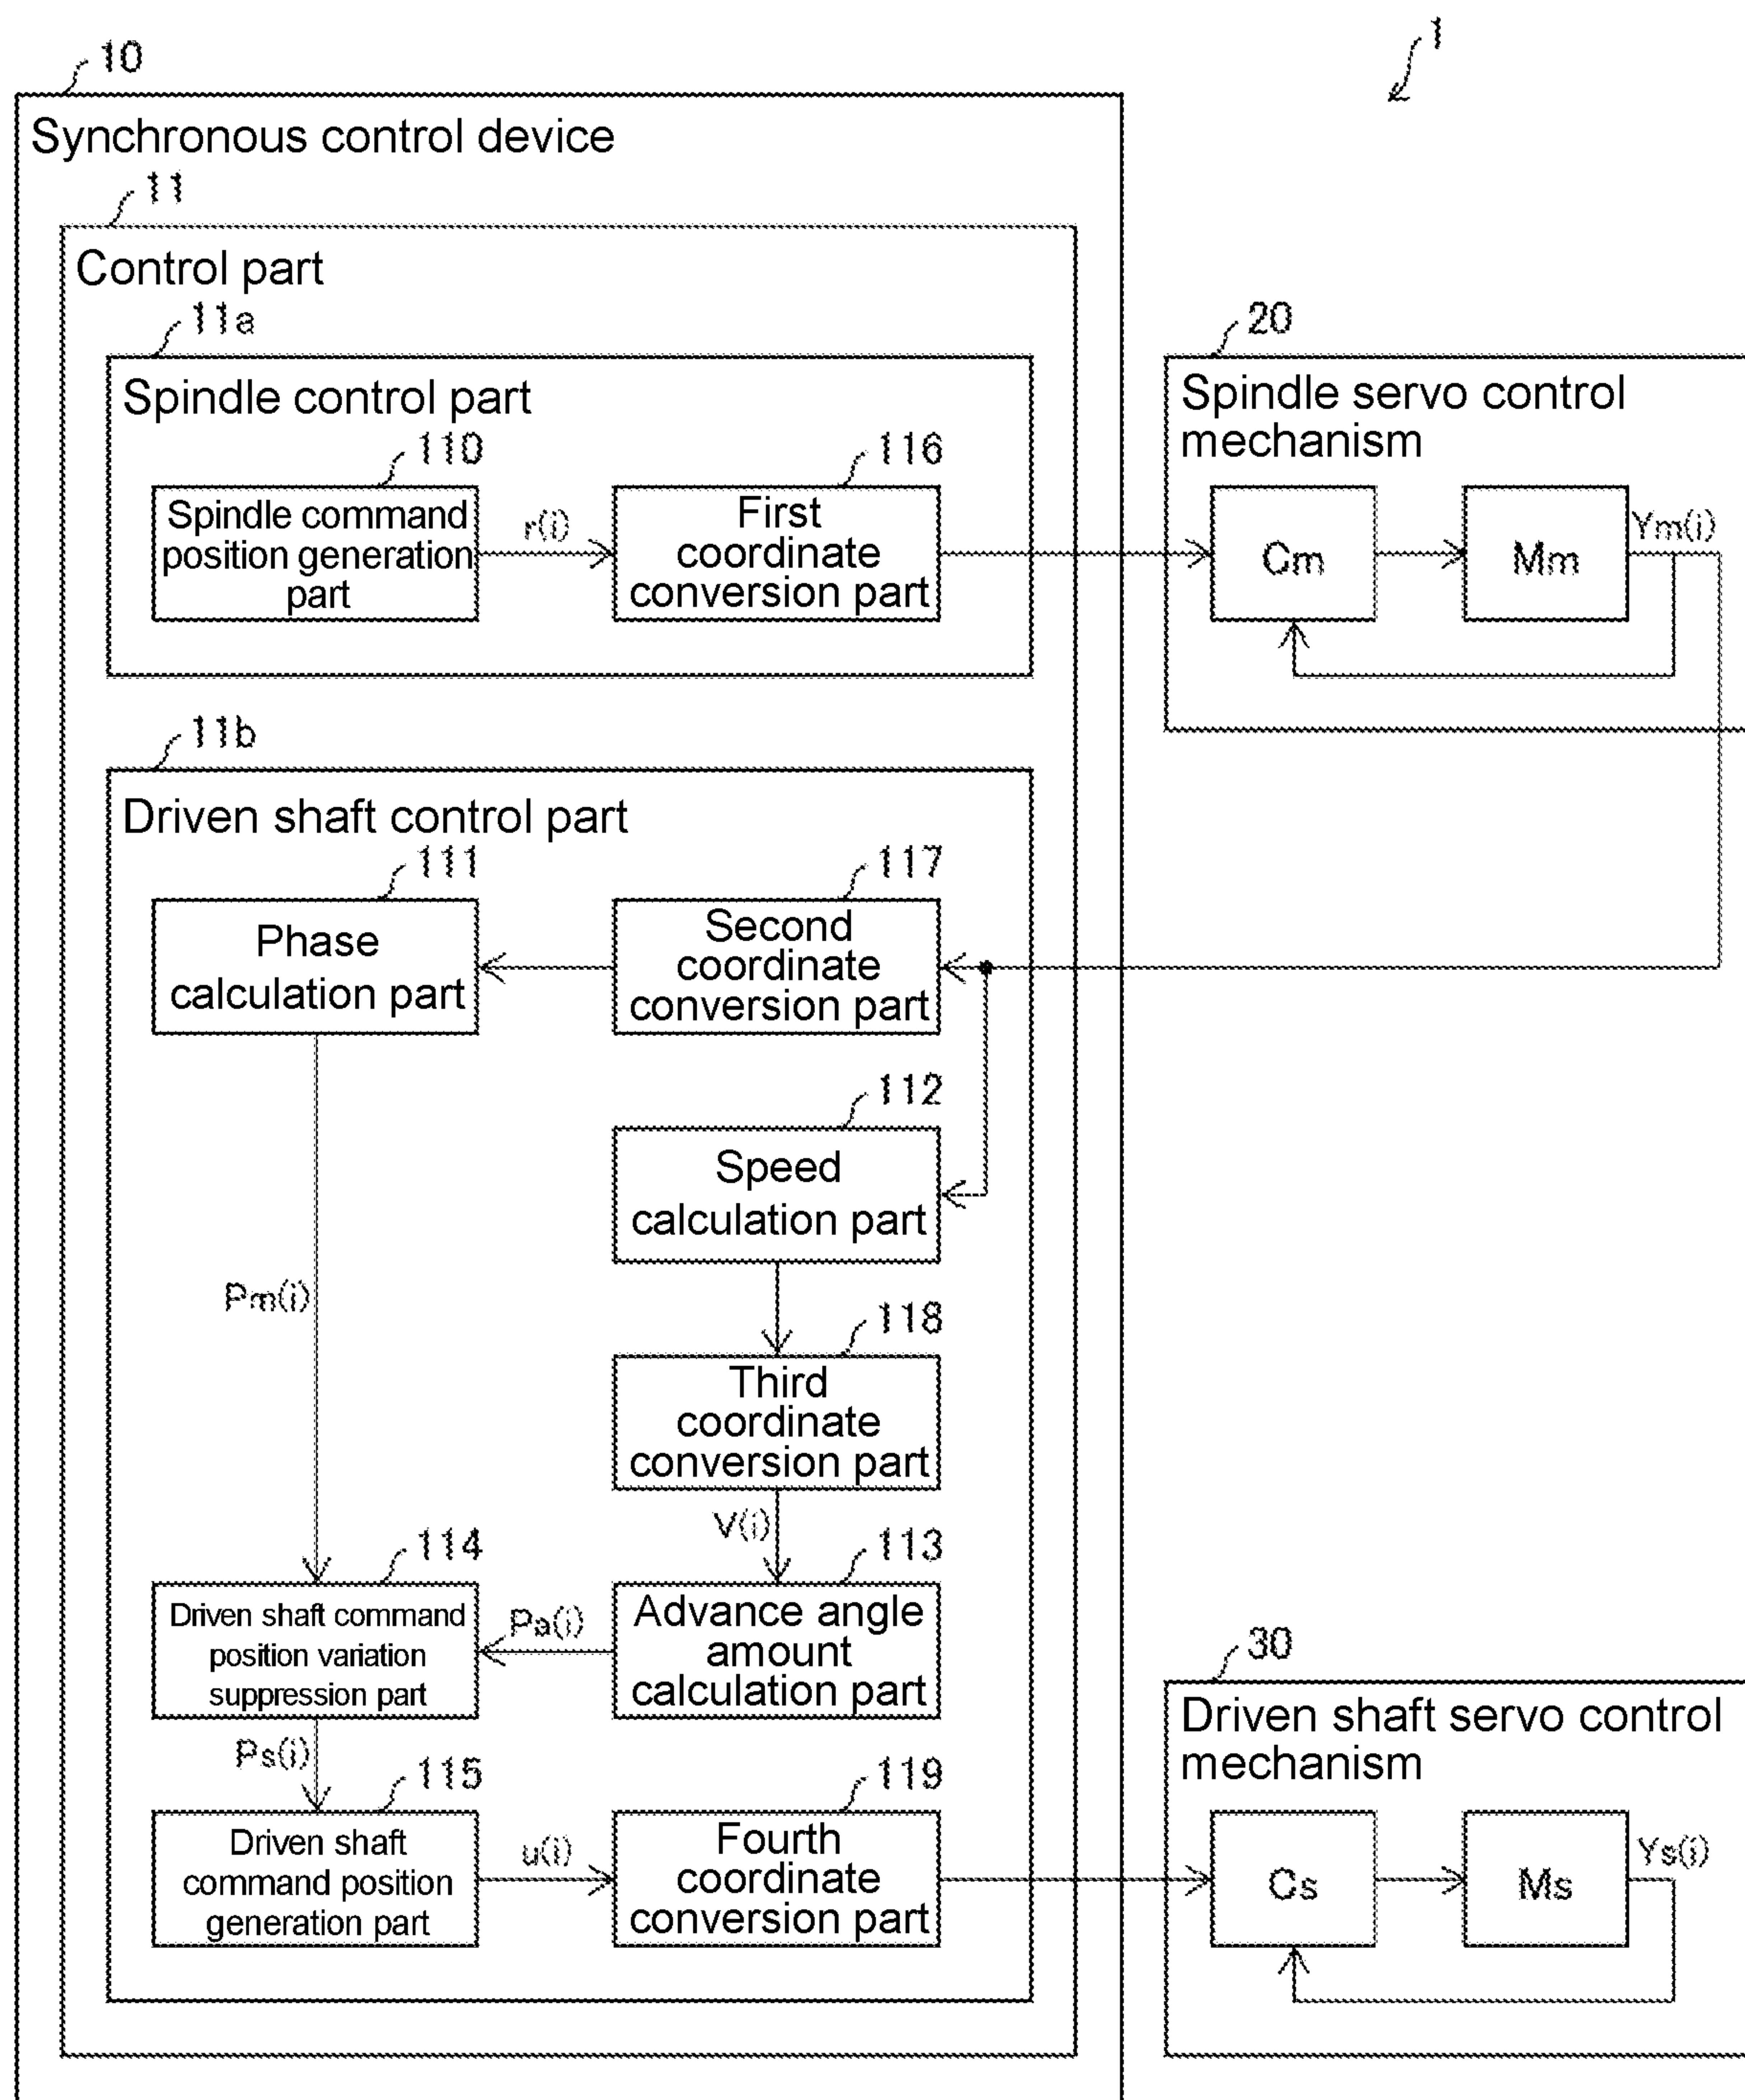 1
10
Synchronous control device
11
Control part
11a
Spindle control part
110
Spindle command
position generation
part
r(i)
116
First
coordinate
conversion part
20
Spindle servo control
mechanism
Cm
Mm
Ym(i)
11b
Driven shaft control part
111
Phase
calculation part
117
Second
coordinate
conversion part
112
Speed
calculation part
Pm(i)
118
Third
coordinate
conversion part
V(i)
114
Driven shaft command
position variation
suppression part
Pa(i)
113
Advance angle
amount
calculation part
Ps(i)
115
Driven shaft
command position
generation part
u(i)
119
Fourth
coordinate
conversion part
30
Driven shaft servo control
mechanism
Cs
Ms
Ys(i)